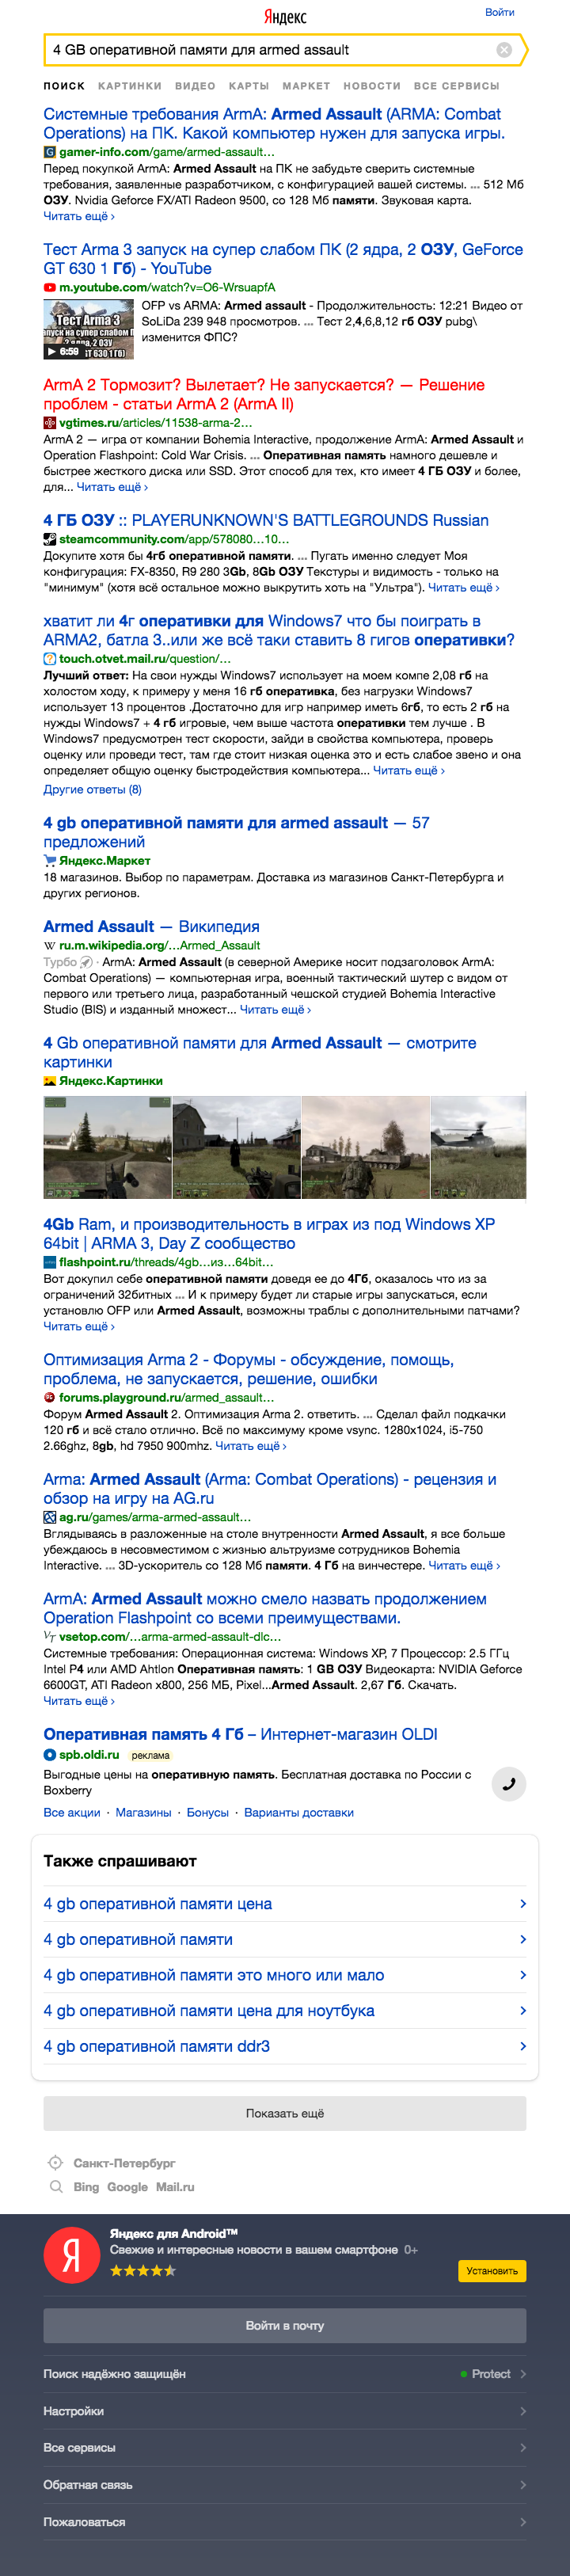 Яндекс
Войти
4 GB оперативной памяти для armed assault
ПОИСК КАРТИНКИ ВИДЕО КАРТЫ МАРКЕТ НОВОСТИ ВСЕ СЕРВИСЫ
Системные требования ArmA: Armed Assault (ARMA: Combat
Operations) на ПК. Какой компьютер нужен для запуска игры.
gamer-info.com/game/armed-assault...
Перед покупкой ArmA: Armed Assault на ПК не забудьте сверить системные
требования, заявленные разработчиком, с конфигурацией вашей системы. ... 512 Мб
ОЗУ. Nvidia Geforce FX/ATI Radeon 9500, со 128 Мб памяти. Звуковая карта.
Читать ещё ›
Тест Arma 3 запуск на супер слабом ПК (2 ядра, 2 ОЗУ, GeForce
GT 630 1 Гб) - YouTube
m.youtube.com/watch?v=O6-WrsuapfA
OFP vs ARMA: Armed assault - Продолжительность: 12:21 Видео от
SoLiDa 239 948 просмотров. ... Тест 2,4,6,8,12 гб ОЗУ pubg\
изменится ФПС?
Тест Arma 3
6:59
ArmA 2 Тормозит? Вылетает? Не запускается? — Решение
проблем - статьи ArmA 2 (ArmA II)
vgtimes.ru/articles/11538-arma-2...
ArmA 2 — игра от компании Bohemia Interactive, продолжение ArmA: Armed Assault и
Operation Flashpoint: Cold War Crisis. ... Оперативная память намного дешевле и
быстрее жесткого диска или SSD. Этот способ для тех, кто имеет 4 ГБ ОЗУ и более,
для... Читать ещё ›
4 ГБ ОЗУ :: PLAYERUNKNOWN'S BATTLEGROUNDS Russian
steamcommunity.com/app/578080...10...
Докупите хотя бы 4гб оперативной памяти. ... Пугать именно следует Моя
конфигурация: FX-8350, R9 280 3Gb, 8Gb ОЗУ Текстуры и видимость - только на
"минимум" (хотя всё остальное можно выкрутить хоть на "Ультра"). Читать ещё ›
хватит ли 4г оперативки для Windows7 что бы поиграть в
ARMA2, батла 3..или же всё таки ставить 8 гигов оперативки?
touch.otvet.mail.ru/question/...
Лучший ответ: На свои нужды Windows7 использует на моем компе 2,08 гб на
холостом ходу, к примеру у меня 16 гб оперативка, без нагрузки Windows7
использует 13 процентов .Достаточно для игр например иметь 6гб, то есть 2 гб на
нужды Windows7 + 4 гб игровые, чем выше частота оперативки тем лучше . В
Windows7 предусмотрен тест скорости, зайди в свойства компьютера, проверь
оценку или проведи тест, там где стоит низкая оценка это и есть слабое звено и она
определяет общую оценку быстродействия компьютера... Читать ещё ›
Другие ответы (8)
4 gb оперативной памяти для armed assault — 57
предложений
Яндекс.Маркет
18 магазинов. Выбор по параметрам. Доставка из магазинов Санкт-Петербурга и
других регионов.
Armed Assault — Википедия
W ru.m.wikipedia.org/...Armed_Assault
Турбо · ArmA: Armed Assault (в северной Америке носит подзаголовок ArmA:
Combat Operations) — компьютерная игра, военный тактический шутер с видом от
первого или третьего лица, разработанный чешской студией Bohemia Interactive
Studio (BIS) и изданный множест... Читать ещё ›
4 Gb оперативной памяти для Armed Assault — смотрите
картинки
Яндекс.Картинки
4Gb Ram, и производительность в играх из под Windows XP
64bit | ARMA 3, Day Z сообщество
flashpoint.ru/threads/4gb...из...64bit...
Вот докупил себе оперативной памяти доведя ее до 4Гб, оказалось что из за
ограничений 32битных ... И к примеру будет ли старые игры запускаться, если
установлю OFP или Armed Assault, возможны траблы с дополнительными патчами?
Читать ещё ›
Оптимизация Arma 2 - Форумы - обсуждение, помощь,
проблема, не запускается, решение, ошибки
forums.playground.ru/armed_assault...
Форум Armed Assault 2. Оптимизация Arma 2. ответить. ... Сделал файл подкачки
120 гб и всё стало отлично. Всё по максимуму кроме vsync. 1280x1024, i5-750
2.66ghz, 8gb, hd 7950 900mhz. Читать ещё ›
Arma: Armed Assault (Arma: Combat Operations) - рецензия и
обзор на игру на AG.ru
ag.ru/games/arma-armed-assault...
Вглядываясь в разложенные на столе внутренности Armed Assault, я все больше
убеждаюсь в несовместимом с жизнью альтруизме сотрудников Bohemia
Interactive. ... 3D-ускоритель со 128 Мб памяти. 4 Гб на винчестере. Читать ещё ›
ArmA: Armed Assault можно смело назвать продолжением
Operation Flashpoint со всеми преимуществами.
vsetop.com/...arma-armed-assault-dlc...
Системные требования: Операционная система: Windows XP, 7 Процессор: 2.5 ГГц
Intel P4 или AMD Ahtlon Оперативная память: 1 GB ОЗУ Видеокарта: NVIDIA Geforce
6600GT, ATI Radeon x800, 256 МБ, Pixel...Armed Assault. 2,67 Гб. Скачать.
Читать ещё ›
Оперативная память 4 Гб – Интернет-магазин OLDI
spb.oldi.ru реклама
Выгодные цены на оперативную память. Бесплатная доставка по России с
Boxberry
Все акции · Магазины · Бонусы · Варианты доставки
Также спрашивают
4 gb оперативной памяти цена
4 gb оперативной памяти
4 gb оперативной памяти это много или мало
4 gb оперативной памяти цена для ноутбука
4 gb оперативной памяти ddr3
Показать ещё
Санкт-Петербург
Bing Google Mail.ru
Я
Яндекс для Android™
Свежие и интересные новости в вашем смартфоне 0+
Установить
Войти в почту
Поиск надёжно защищён
Protect
Настройки
Все сервисы
Обратная связь
Пожаловаться